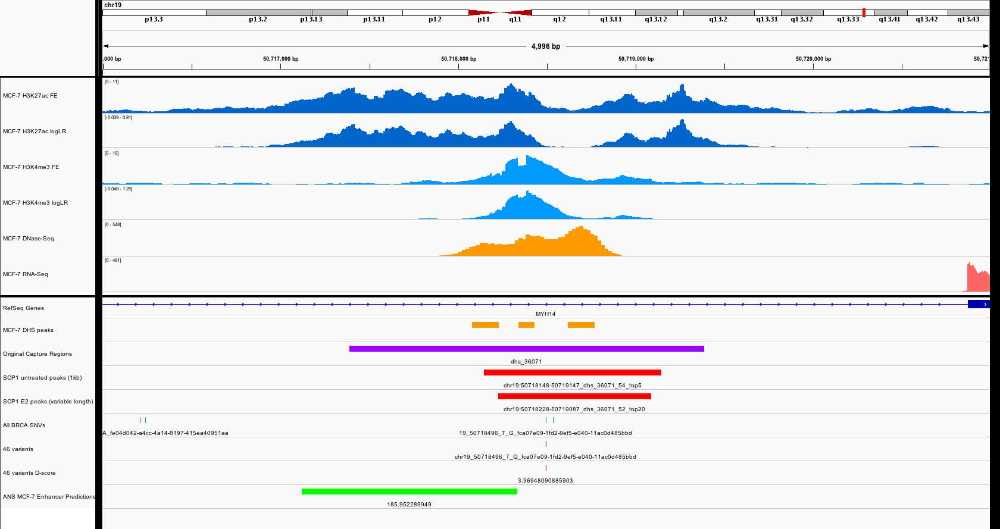 chr19
p13.3 p13.2 p13.13 p13.11 p12 p11 q11 q12 q13.11 q13.12 q13.2 q13.31 q13.32 q13.33 q13.41 q13.42 q13.43
4,996 bp
,000 bp 50,717,000 bp 50,718,000 bp 50,719,000 bp 50,720,000 bp 50,72
[0 - 11]
MCF-7 H3K27ac FE
[-0.039 - 0.81]
MCF-7 H3K27ac logLR
[0 - 19]
MCF-7 H3K4me3 FE
[-0.048 - 1.25]
MCF-7 H3K4me3 logLR
[0 - 548]
MCF-7 DNase-Seq
[0 - 491]
MCF-7 RNA-Seq
RefSeq Genes
MYH14
MCF-7 DHS peaks
Original Capture Regions
dhs_36071
SCP1 untreated peaks (1kb)
chr19:50718148-50719147_dhs_36071_54_top5
SCP1 E2 peaks (variable length)
chr19:50718228-50719087_dhs_36071_52_top20
All BRCA SNVs
A_fe04d042-a4cc-4a14-8197-415ea40951aa 19_50718496_T_G_fca07e09-1fd2-9ef5-e040-11ac0d485bbd
46 variants
chr19_50718496_T_G_fca07e09-1fd2-9ef5-e040-11ac0d485bbd
46 variants D-score
3.96948090885903
ANS MCF-7 Enhancer Predictions
185.952289949